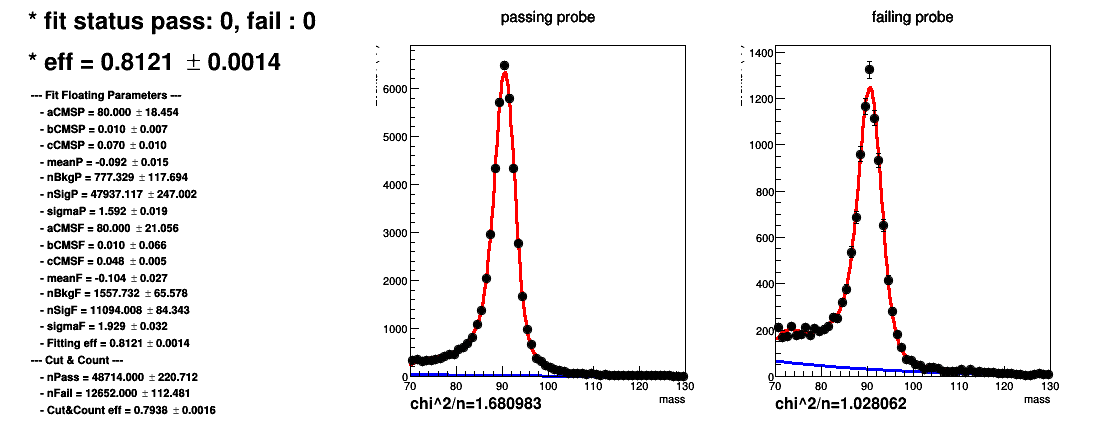 * fit status pass: 0, fail : 0
* eff = 0.8121 ± 0.0014
--- Fit Floating Parameters ---
- aCMSP = 80.000 ± 18.454
- bCMSP = 0.010 ± 0.007
- cCMSP = 0.070 ± 0.010
- meanP = -0.092 ± 0.015
- nBkgP = 777.329 ± 117.694
- nSigP = 47937.117 ± 247.002
- sigmaP = 1.592 ± 0.019
- aCMSF = 80.000 ± 21.056
- bCMSF = 0.010 ± 0.066
- cCMSF = 0.048 ± 0.005
- meanF = -0.104 ± 0.027
- nBkgF = 1557.732 ± 65.578
- nSigF = 11094.008 ± 84.343
- sigmaF = 1.929 ± 0.032
- Fitting eff = 0.8121 ± 0.0014
--- Cut & Count ---
- nPass = 48714.000 ± 220.712
- nFail = 12652.000 ± 112.481
- Cut&Count eff = 0.7938 ± 0.0016
passing probe
6000
5000
4000
3000
2000
1000
0
70 80 90 100 110 120 130
mass
chi^2/n=1.680983
failing probe
1400
1200
1000
800
600
400
200
0
70 80 90 100 110 120 130
mass
chi^2/n=1.028062